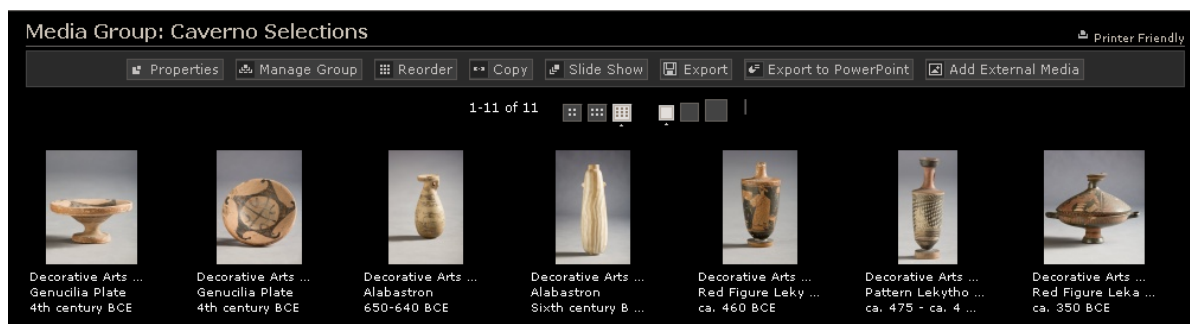 Media Group: Caverno Selections
Printer Friendly
Properties Manage Group Reorder Copy Slide Show Export Export to PowerPoint Add External Media
1-11 of 11
Decorative Arts ... Decorative Arts ... Decorative Arts ... Decorative Arts ... Decorative Arts ... Decorative Arts ... Decorative Arts ...
Genucilia Plate Genucilia Plate Alabastron Alabastron Red Figure Leky ... Pattern Lekytho ... Red Figure Leka ...
4th century BCE 4th century BCE 650-640 BCE Sixth century B ... ca. 460 BCE ca. 475 - ca. 4 ... ca. 350 BCE